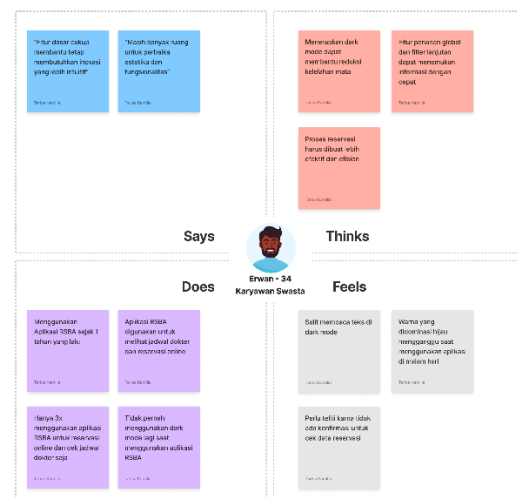 "Fitur dasar cukup
membantu tetap
membutuhkan inovasi
yang lebih intuitif"
"Masih banyak ruang
untuk perbaika
estetika dan
fungsionalitas"
Menerapkan dark
mode dapat
membantu reduksi
kelelahan mata
Fitur panarian global
dan filter lanjutan
dapat menemukan
informasi dengan
cepat
Proses reservasi
harus dibuat lebih
efektif dan efisien
Says
Thinks
Does
Feels
Erwan - 34
Karyawan Swasta
Menggunakan
Aplikasi RSBA sejak 1
tahun yang lalu
Aplikasi RSBA
digunakan untuk
melihat jadwal dokter
dan reservasi online
Hanya 3x
menggunakan aplikasi
RSBA untuk reservasi
online dan cek jadwal
dokter saja
Tidak pernah
menggunakan dark
mode lagi saat
menggunakan aplikasi
RSBA
Sulit membaca teks di
dark mode
Warna yang
didominasi hijau
mengganggu saat
menggunakan aplikasi
di malam hari
Perlu teliti karna tidak
ada konfirmasi untuk
cek data reservasi